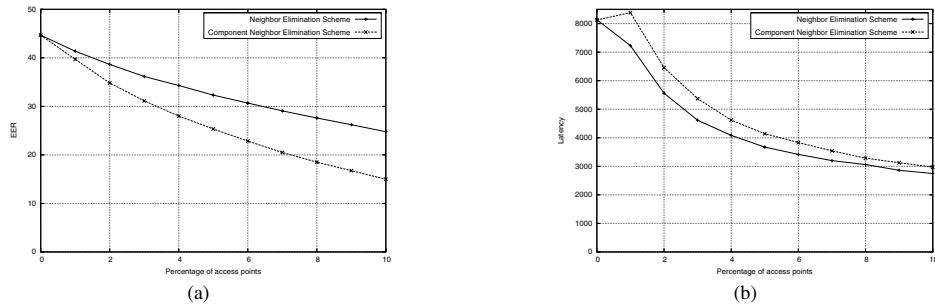 50
40
30
20
10
0
EER
Neighbor Elimination Scheme
Component Neighbor Elimination Scheme
0 2 4 6 8 10
Percentage of access points
(a)
8000
7000
6000
5000
4000
3000
2000
1000
0
Latency
Neighbor Elimination Scheme
Component Neighbor Elimination Scheme
0 2 4 6 8 10
Percentage of access points
(b)